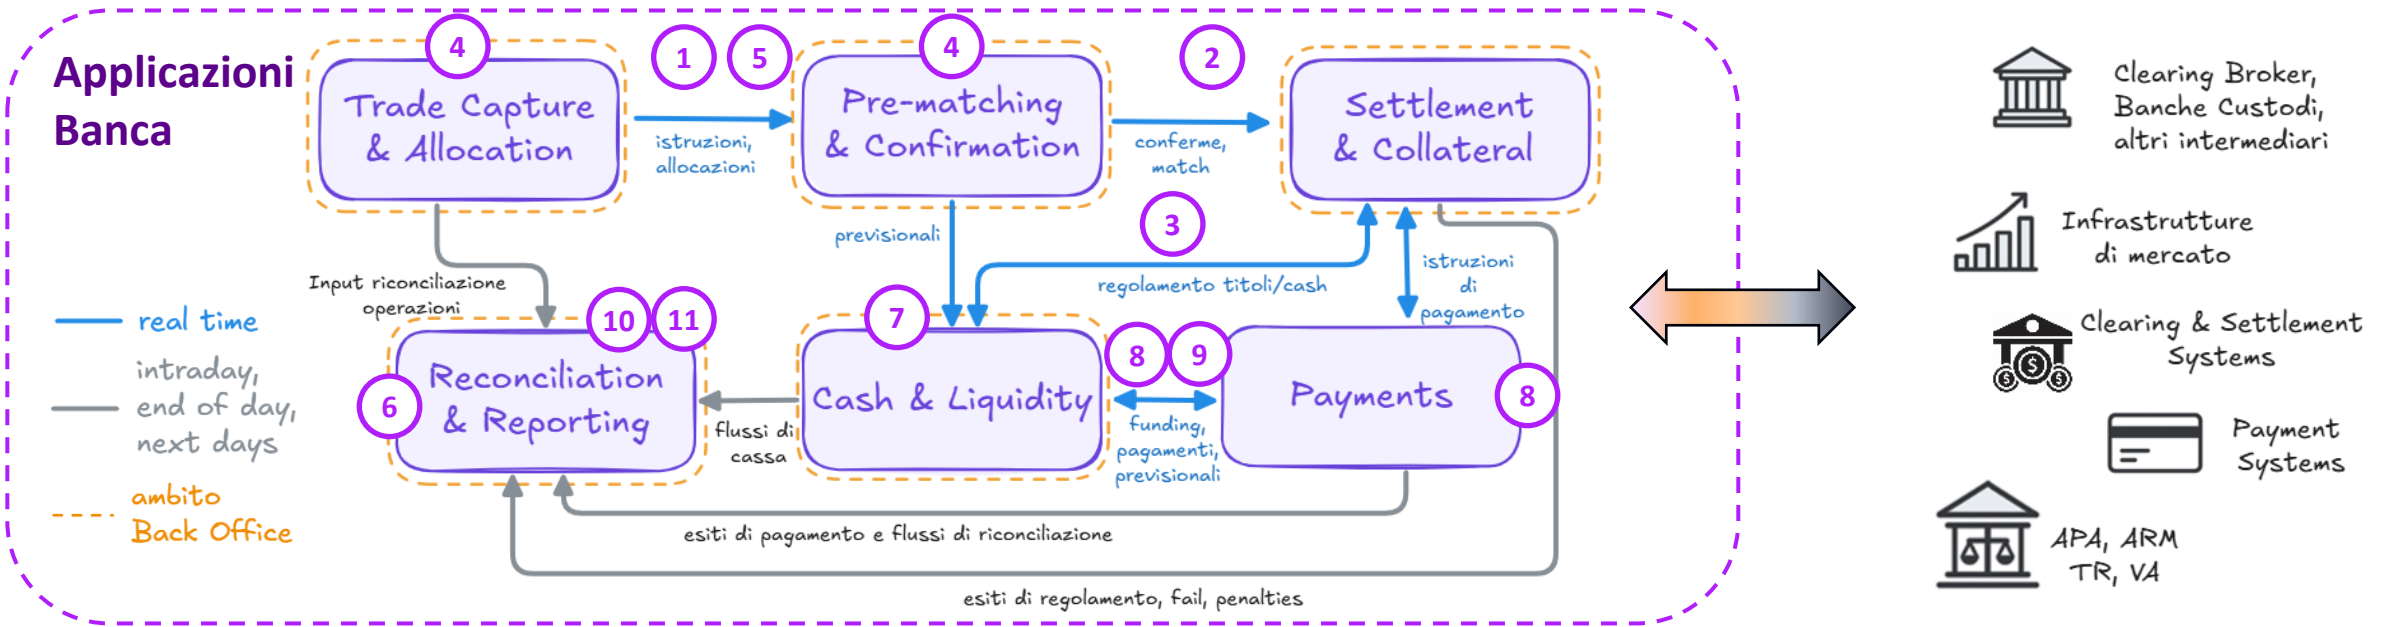 Applicazioni
Banca
4
Trade Capture
& Allocation
1
5
istruzioni,
allocazioni
4
Pre-matching
& Confirmation
2
conferme,
match
Settlement
& Collateral
3
previsionali
regolamento titoli/cash
istruzioni
di
pagamento
Input riconciliazione
operazioni
real time
intraday,
end of day,
next days
ambito
Back Office
10
11
6
Reconciliation
& Reporting
flussi di
cassa
7
Cash & Liquidity
8
9
funding,
pagamenti,
previsionali
Payments
8
esiti di pagamento e flussi di riconciliazione
esiti di regolamento, fail, penalties
Clearing Broker,
Banche Custodi,
altri intermediari
Infrastrutture
di mercato
Clearing & Settlement
Systems
$
$
$
Payment
Systems
APA, ARM
TR, VA